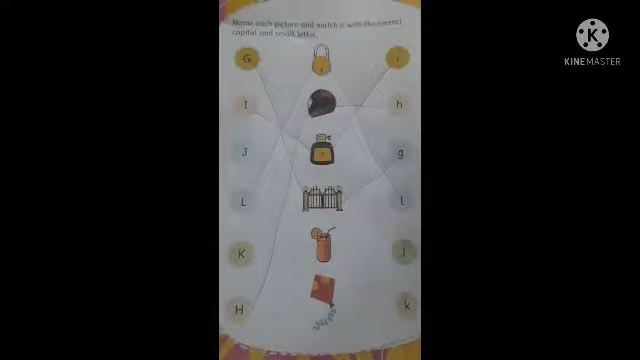 Name each picture and match it with the correct
capital and small letter.
G i
I h
J g
L l
K j
H k
K
KINEMASTER